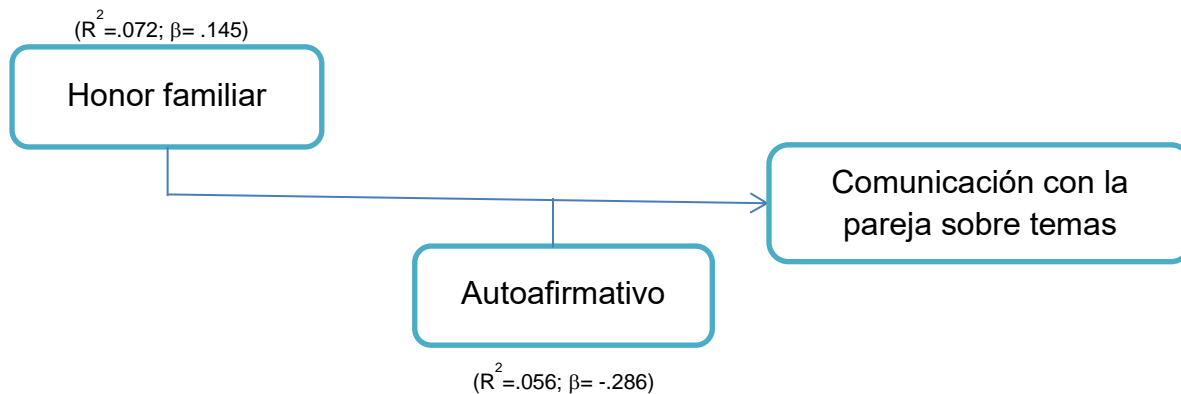 (R²=.072; β= .145)
Honor familiar
Comunicación con la
pareja sobre temas
Autoafirmativo
(R²=.056; β= -.286)